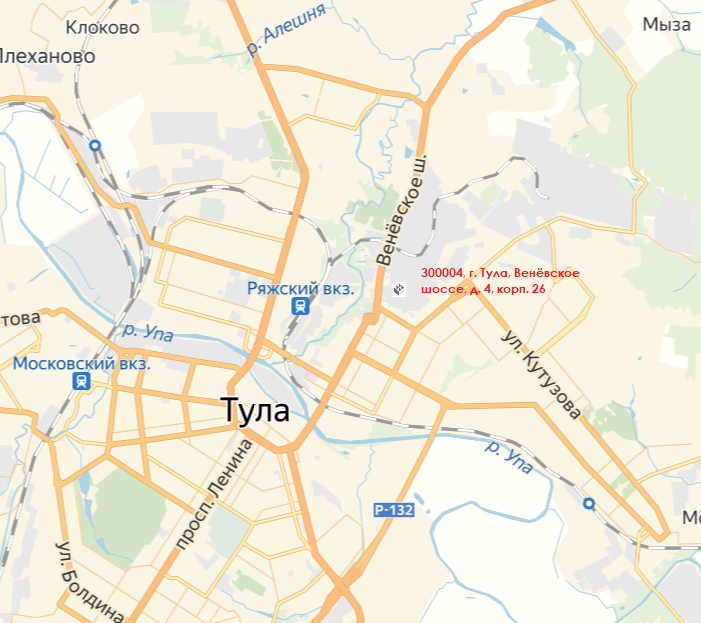 Клоково
р. Алешня
Мыза
Плеханово
Венёвское ш.
300004, г. Тула, Венёвское
шоссе, д. 4, корп. 26
Ряжский вкз.
това
р. Упа
ул. Кутузова
Московский вкз.
Тула
р. Упа
просп. Ленина
Р-132
Мо
ул. Болдина